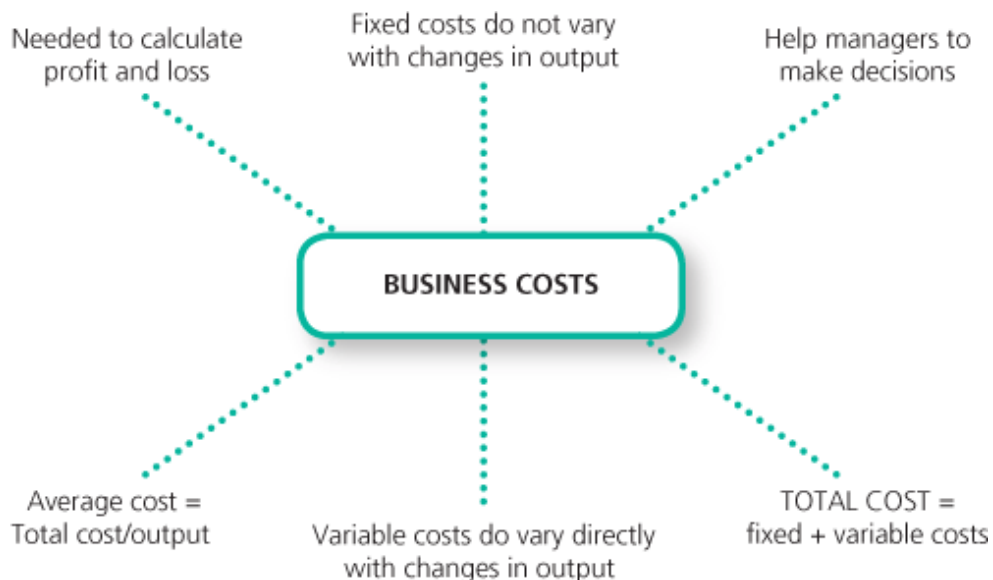 Needed to calculate
profit and loss
Fixed costs do not vary
with changes in output
Help managers to
make decisions
BUSINESS COSTS
Average cost =
Total cost/output
Variable costs do vary directly
with changes in output
TOTAL COST =
fixed + variable costs